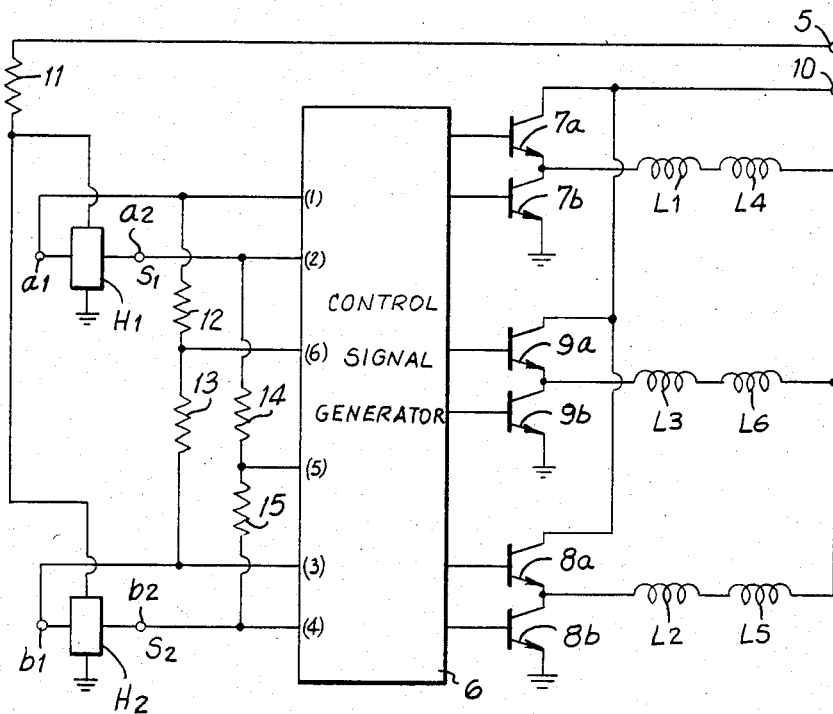 5
11
10
7a
7b
L1 L4
(1)
a2
a1
S1
(2)
H1
12
CONTROL
(6)
SIGNAL
9a
13
14
GENERATOR
9b
L3 L6
(5)
15
8a
(3)
b2
b1
S2
(4)
8b
L2 L5
H2
6